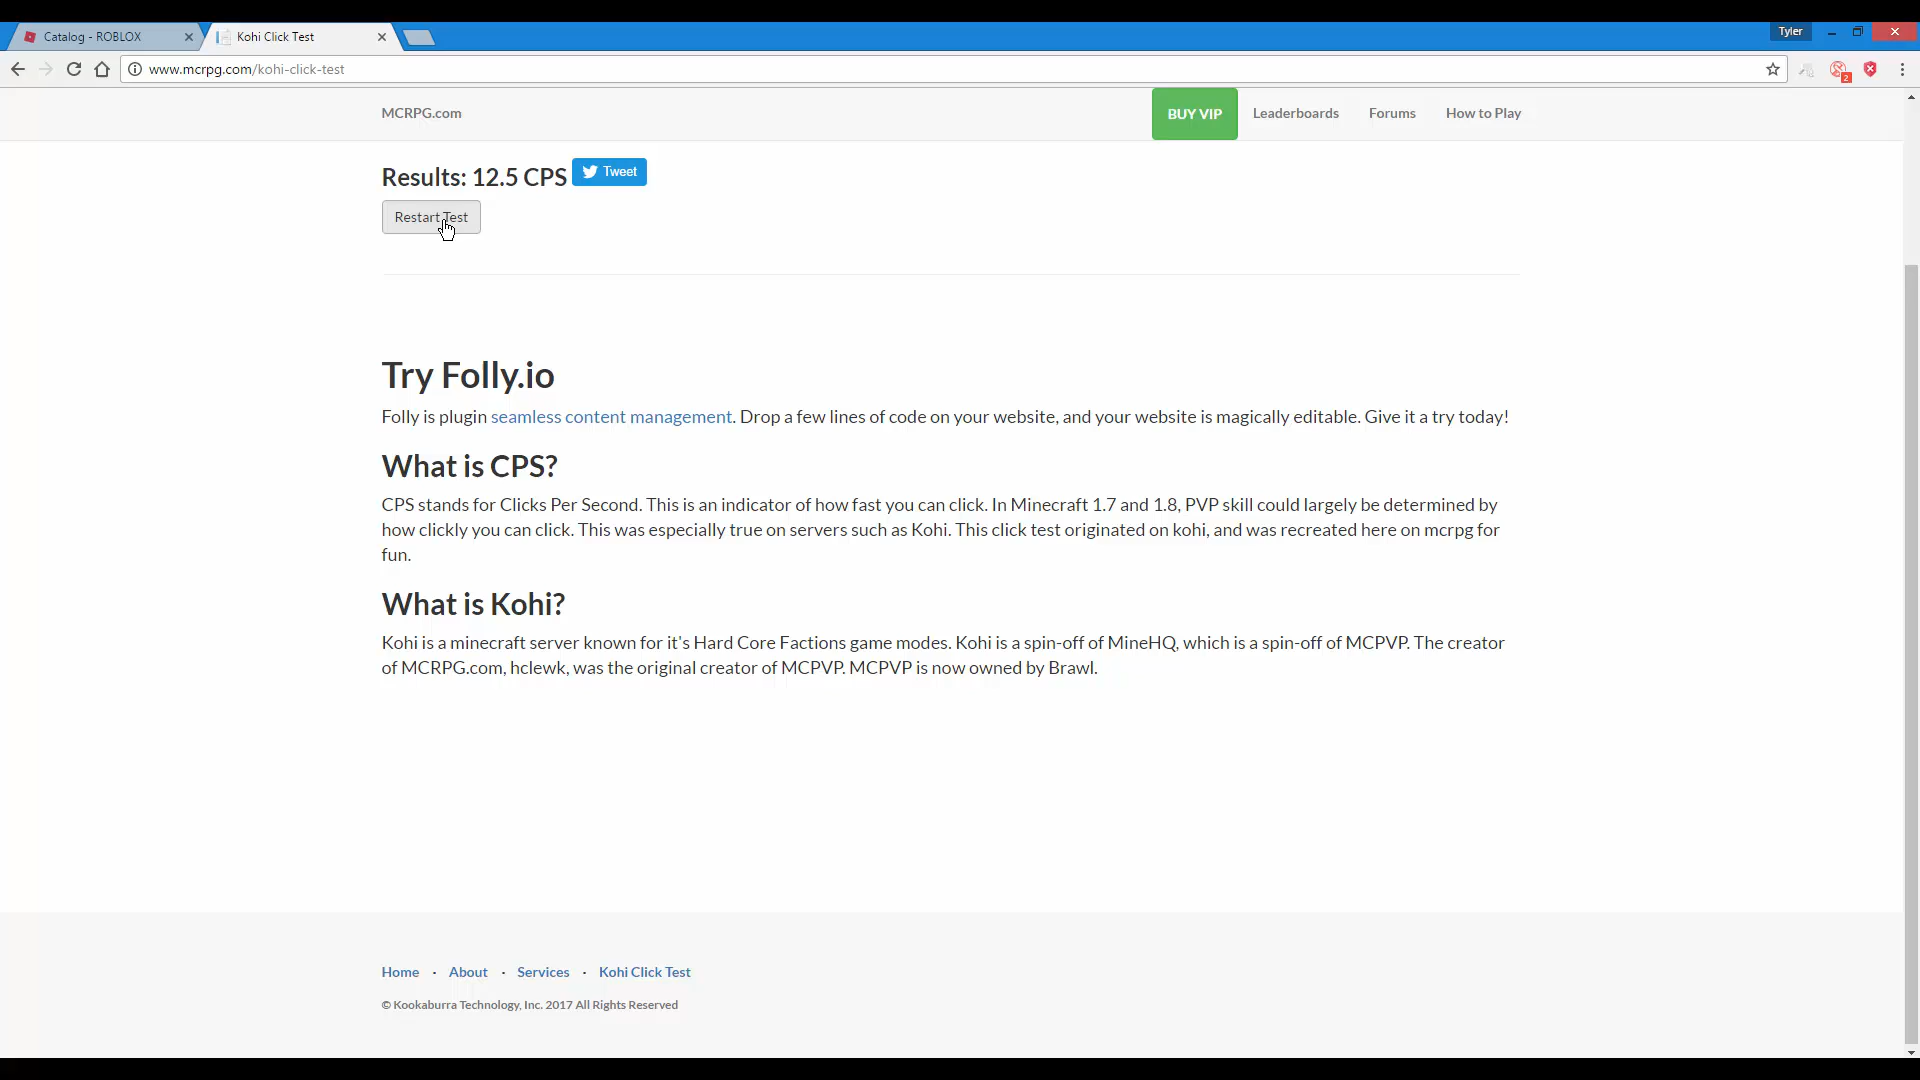 Catalog - ROBLOX
Kohi Click Test
Tyler
www.mcrpg.com/kohi-click-test
2
MCRPG.com
BUY VIP
Leaderboards
Forums
How to Play
Results: 12.5 CPS
Tweet
Restart Test
Try Folly.io
Folly is plugin seamless content management. Drop a few lines of code on your website, and your website is magically editable. Give it a try today!
What is CPS?
CPS stands for Clicks Per Second. This is an indicator of how fast you can click. In Minecraft 1.7 and 1.8, PVP skill could largely be determined by
how clickly you can click. This was especially true on servers such as Kohi. This click test originated on kohi, and was recreated here on mcrpg for
fun.
What is Kohi?
Kohi is a minecraft server known for it's Hard Core Factions game modes. Kohi is a spin-off of MineHQ, which is a spin-off of MCPVP. The creator
of MCRPG.com, hclewk, was the original creator of MCPVP. MCPVP is now owned by Brawl.
Home · About · Services · Kohi Click Test
© Kookaburra Technology, Inc. 2017 All Rights Reserved